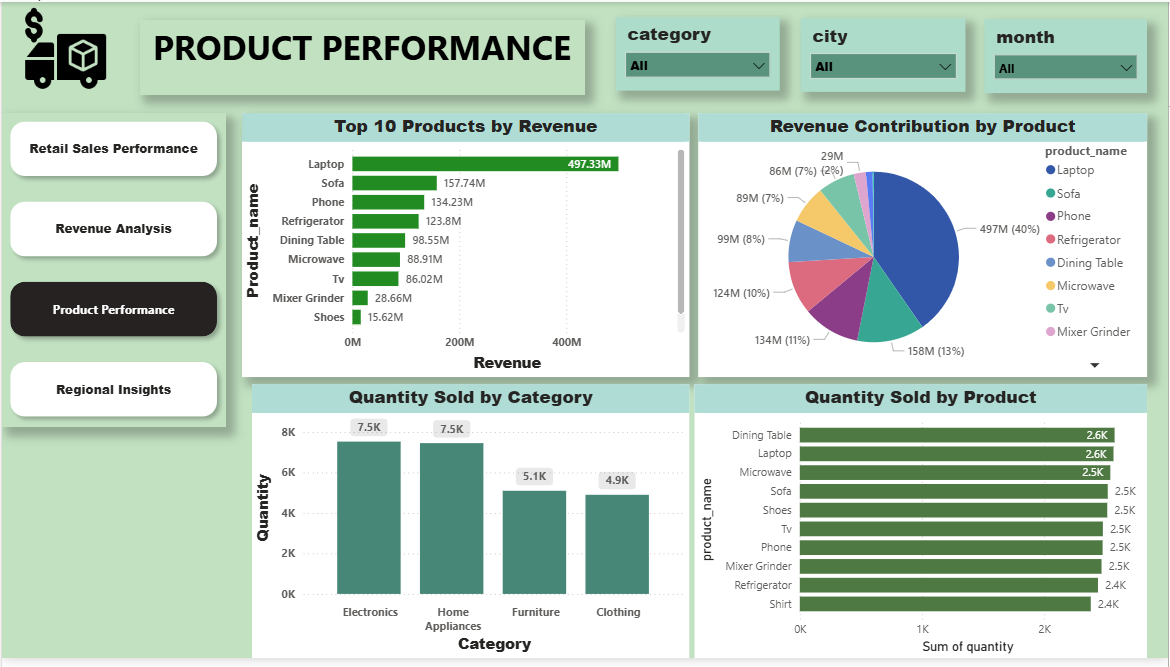 $
PRODUCT PERFORMANCE
category
All
city
All
month
All
Retail Sales Performance
Revenue Analysis
Product Performance
Regional Insights
Top 10 Products by Revenue
Product_name
Laptop 497.33M
Sofa 157.74M
Phone 134.23M
Refrigerator 123.8M
Dining Table 98.55M
Microwave 88.91M
Tv 86.02M
Mixer Grinder 28.66M
Shoes 15.62M
0M 200M 400M
Revenue
Revenue Contribution by Product
29M
(2%)
86M (7%)
89M (7%)
99M (8%)
124M (10%)
134M (11%)
158M (13%)
497M (40%)
product_name
Laptop
Sofa
Phone
Refrigerator
Dining Table
Microwave
Tv
Mixer Grinder
Quantity Sold by Category
Quantity
8K
6K
4K
2K
0K
7.5K 7.5K 5.1K 4.9K
Electronics Home Appliances Furniture Clothing
Category
Quantity Sold by Product
product_name
Dining Table 2.6K
Laptop 2.6K
Microwave 2.5K
Sofa 2.5K
Shoes 2.5K
Tv 2.5K
Phone 2.5K
Mixer Grinder 2.5K
Refrigerator 2.4K
Shirt 2.4K
0K 1K 2K
Sum of quantity